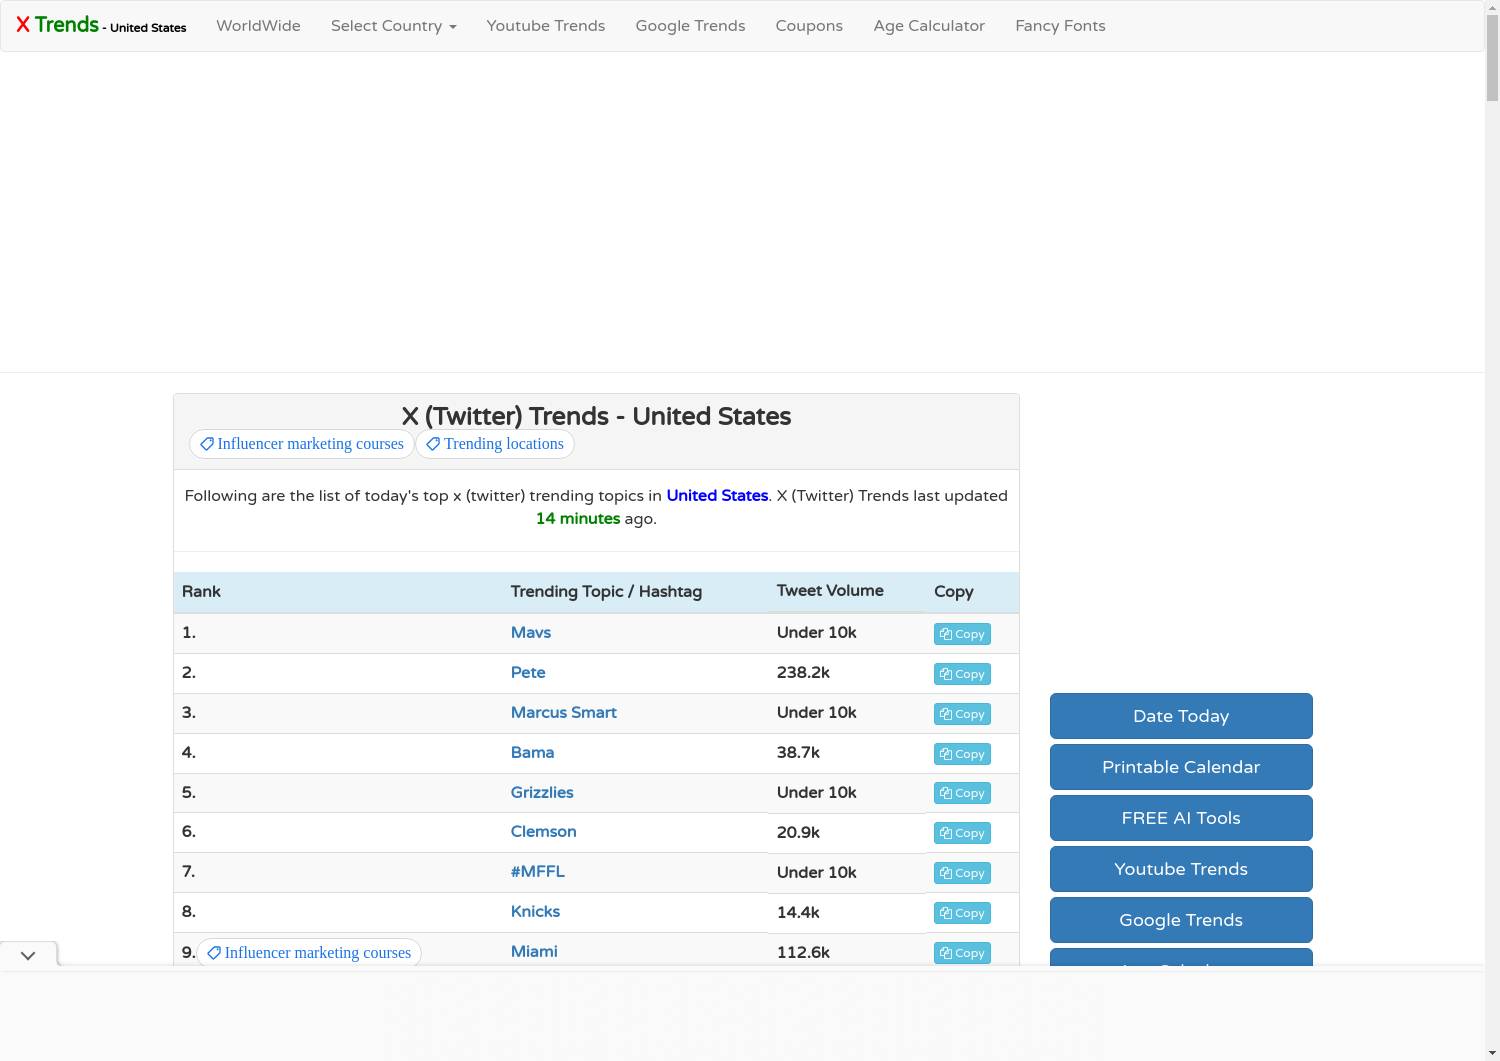 X Trends - United States WorldWide Select Country Youtube Trends Google Trends Coupons Age Calculator Fancy Fonts
X (Twitter) Trends - United States
Influencer marketing courses Trending locations
Following are the list of today's top x (twitter) trending topics in United States. X (Twitter) Trends last updated
14 minutes ago.
Rank Trending Topic / Hashtag Tweet Volume Copy
1. Mavs Under 10k Copy
2. Pete 238.2k Copy
3. Marcus Smart Under 10k Copy
4. Bama 38.7k Copy
5. Grizzlies Under 10k Copy
6. Clemson 20.9k Copy
7. #MFFL Under 10k Copy
8. Knicks 14.4k Copy
9. Influencer marketing courses Miami 112.6k Copy
Date Today
Printable Calendar
FREE AI Tools
Youtube Trends
Google Trends